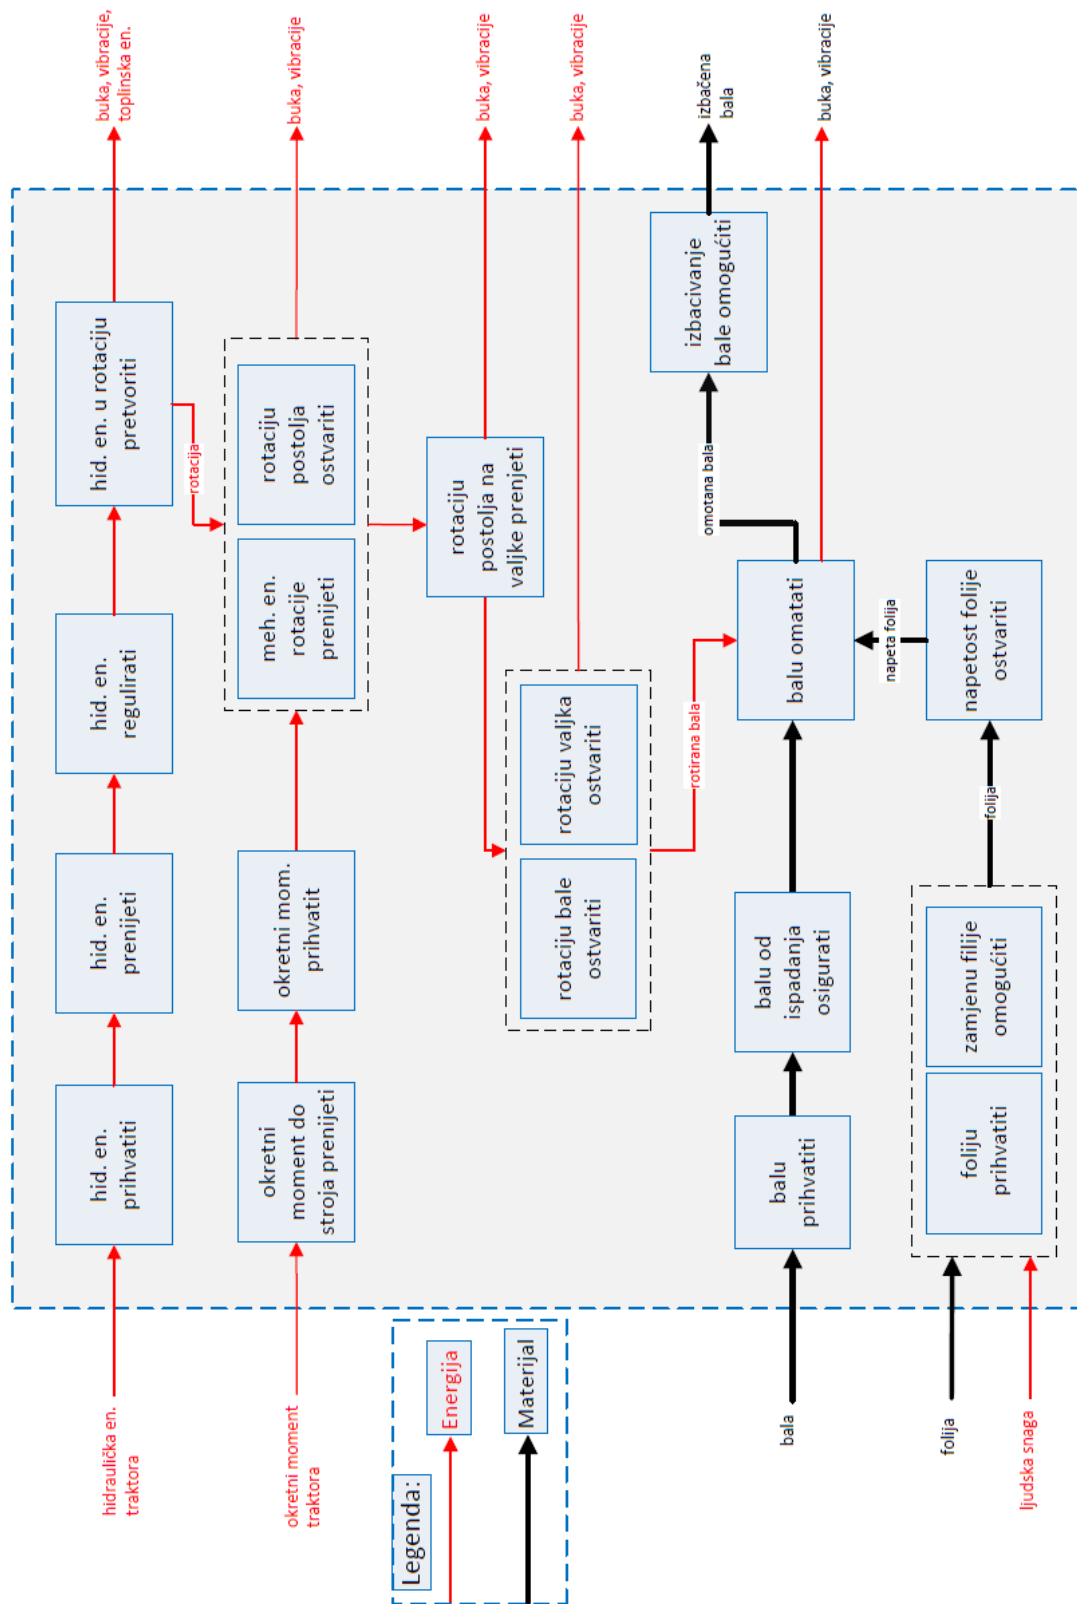 hidraulička en.
traktora
hid. en.
prihvatiti
hid. en.
prenijeti
hid. en.
regulirati
hid. en. u rotaciju
pretvoriti
buka, vibracije,
toplinska en.
rotacija
okretni moment
traktora
okretni
moment do
stroja prenijeti
okretni mom.
prihvatit
meh. en.
rotacije
prenijeti
rotaciju
postolja
ostvariti
buka, vibracije
Legenda:
Energija
Materijal
rotaciju
postolja na
valjke prenjeti
buka, vibracije
rotaciju bale
ostvariti
rotaciju valjka
ostvariti
buka, vibracije
rotirana bala
izbacivanje
bale omogućiti
izbačena
bala
omotana bala
bala
balu
prihvatiti
balu od
ispadanja
osigurati
balu omatati
buka, vibracije
napeta folija
folija
ljudska snaga
foliju
prihvatiti
zamjenu filije
omogućiti
folija
napetost folije
ostvariti